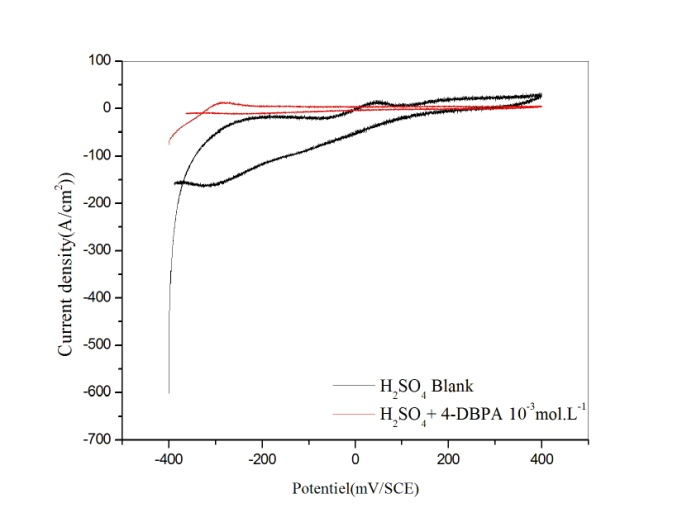 100
0
-100
-200
-300
-400
-500
-600
-700
Current density(A/cm²))
H₂SO₄ Blank
H₂SO₄+ 4-DBPA 10⁻³mol.L⁻¹
-400 -200 0 200 400
Potentiel(mV/SCE)